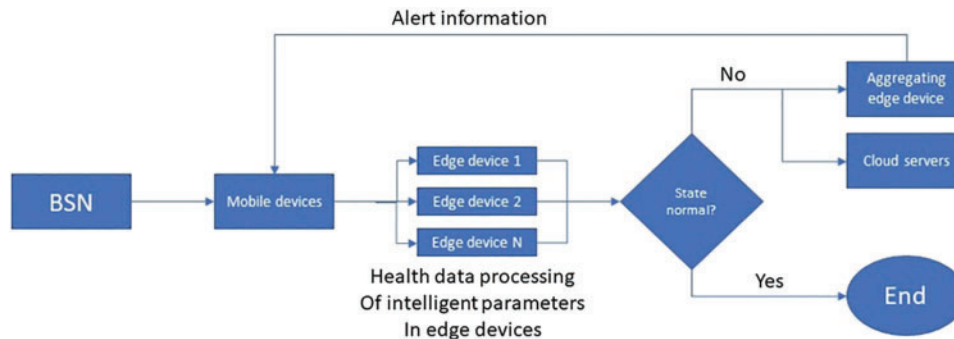 Alert information
No
Aggregating
edge device
Cloud servers
BSN
Mobile devices
Edge device 1
Edge device 2
Edge device N
State
normal?
Health data processing
Of intelligent parameters
In edge devices
Yes
End